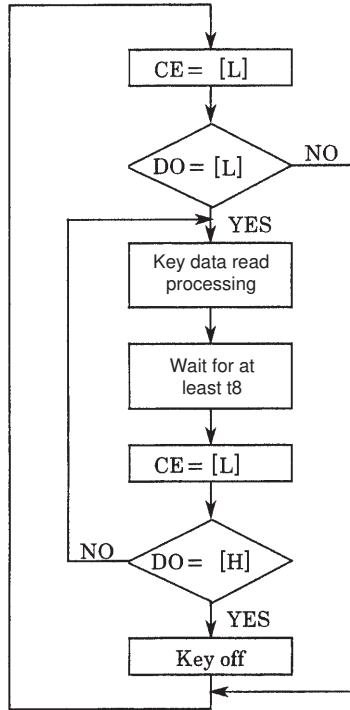 CE = [L]
DO = [L]
NO
YES
Key data read
processing
Wait for at
least t8
CE = [L]
NO
DO = [H]
YES
Key off